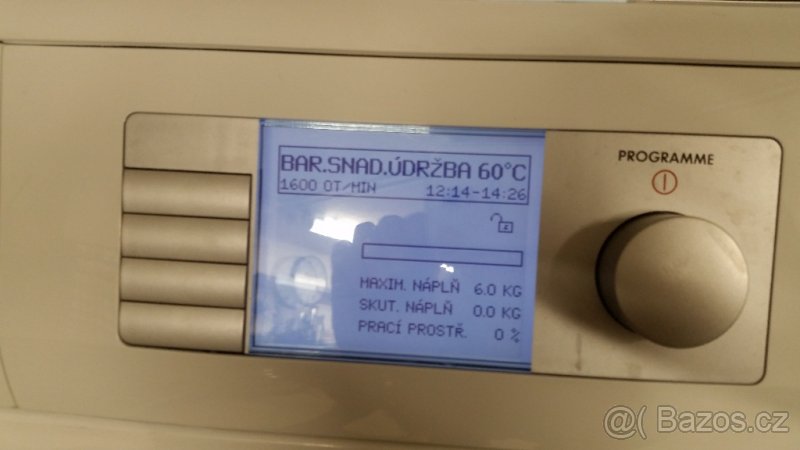 BAR.SNAD.ÚDRŽBA 60°C
1600 OT/MIN 12:14-14:26
MAXIM. NÁPLŇ 6.0 KG
SKUT. NÁPLŇ 0.0 KG
PRACÍ PROSTŘ. 0 %
PROGRAMME
@( Bazos.cz